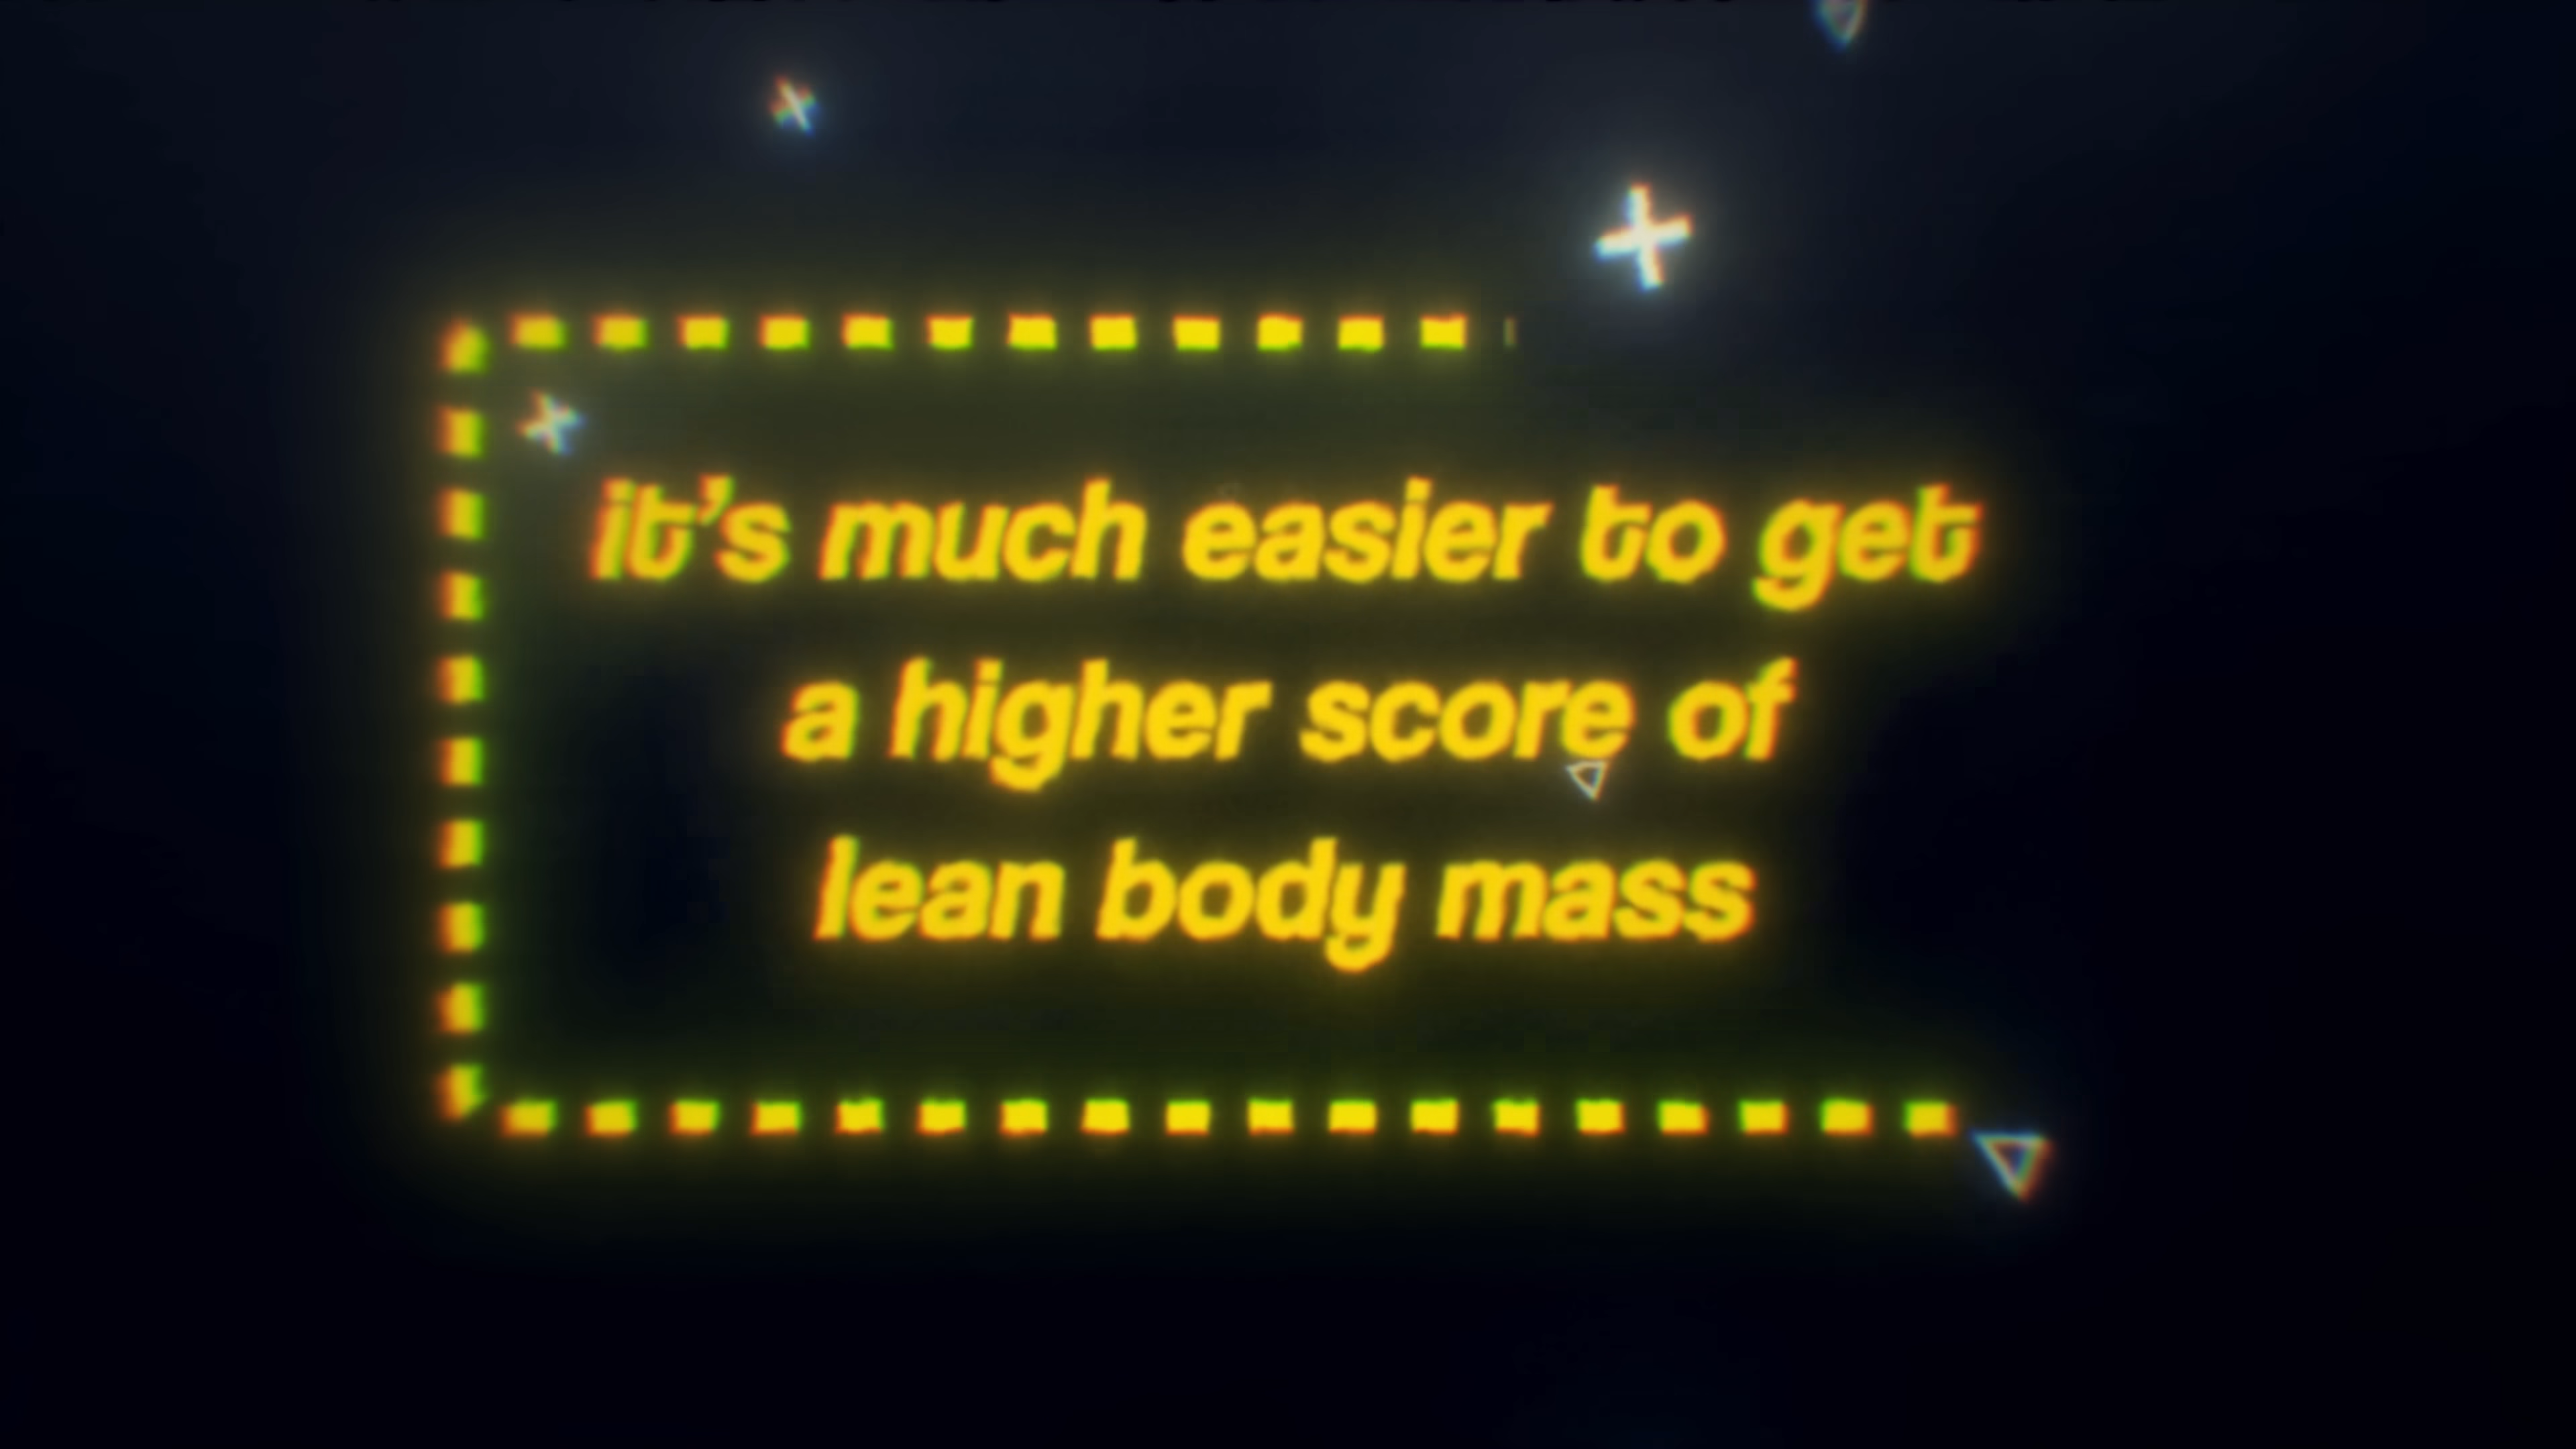 it's much easier to get
a higher score of
lean body mass